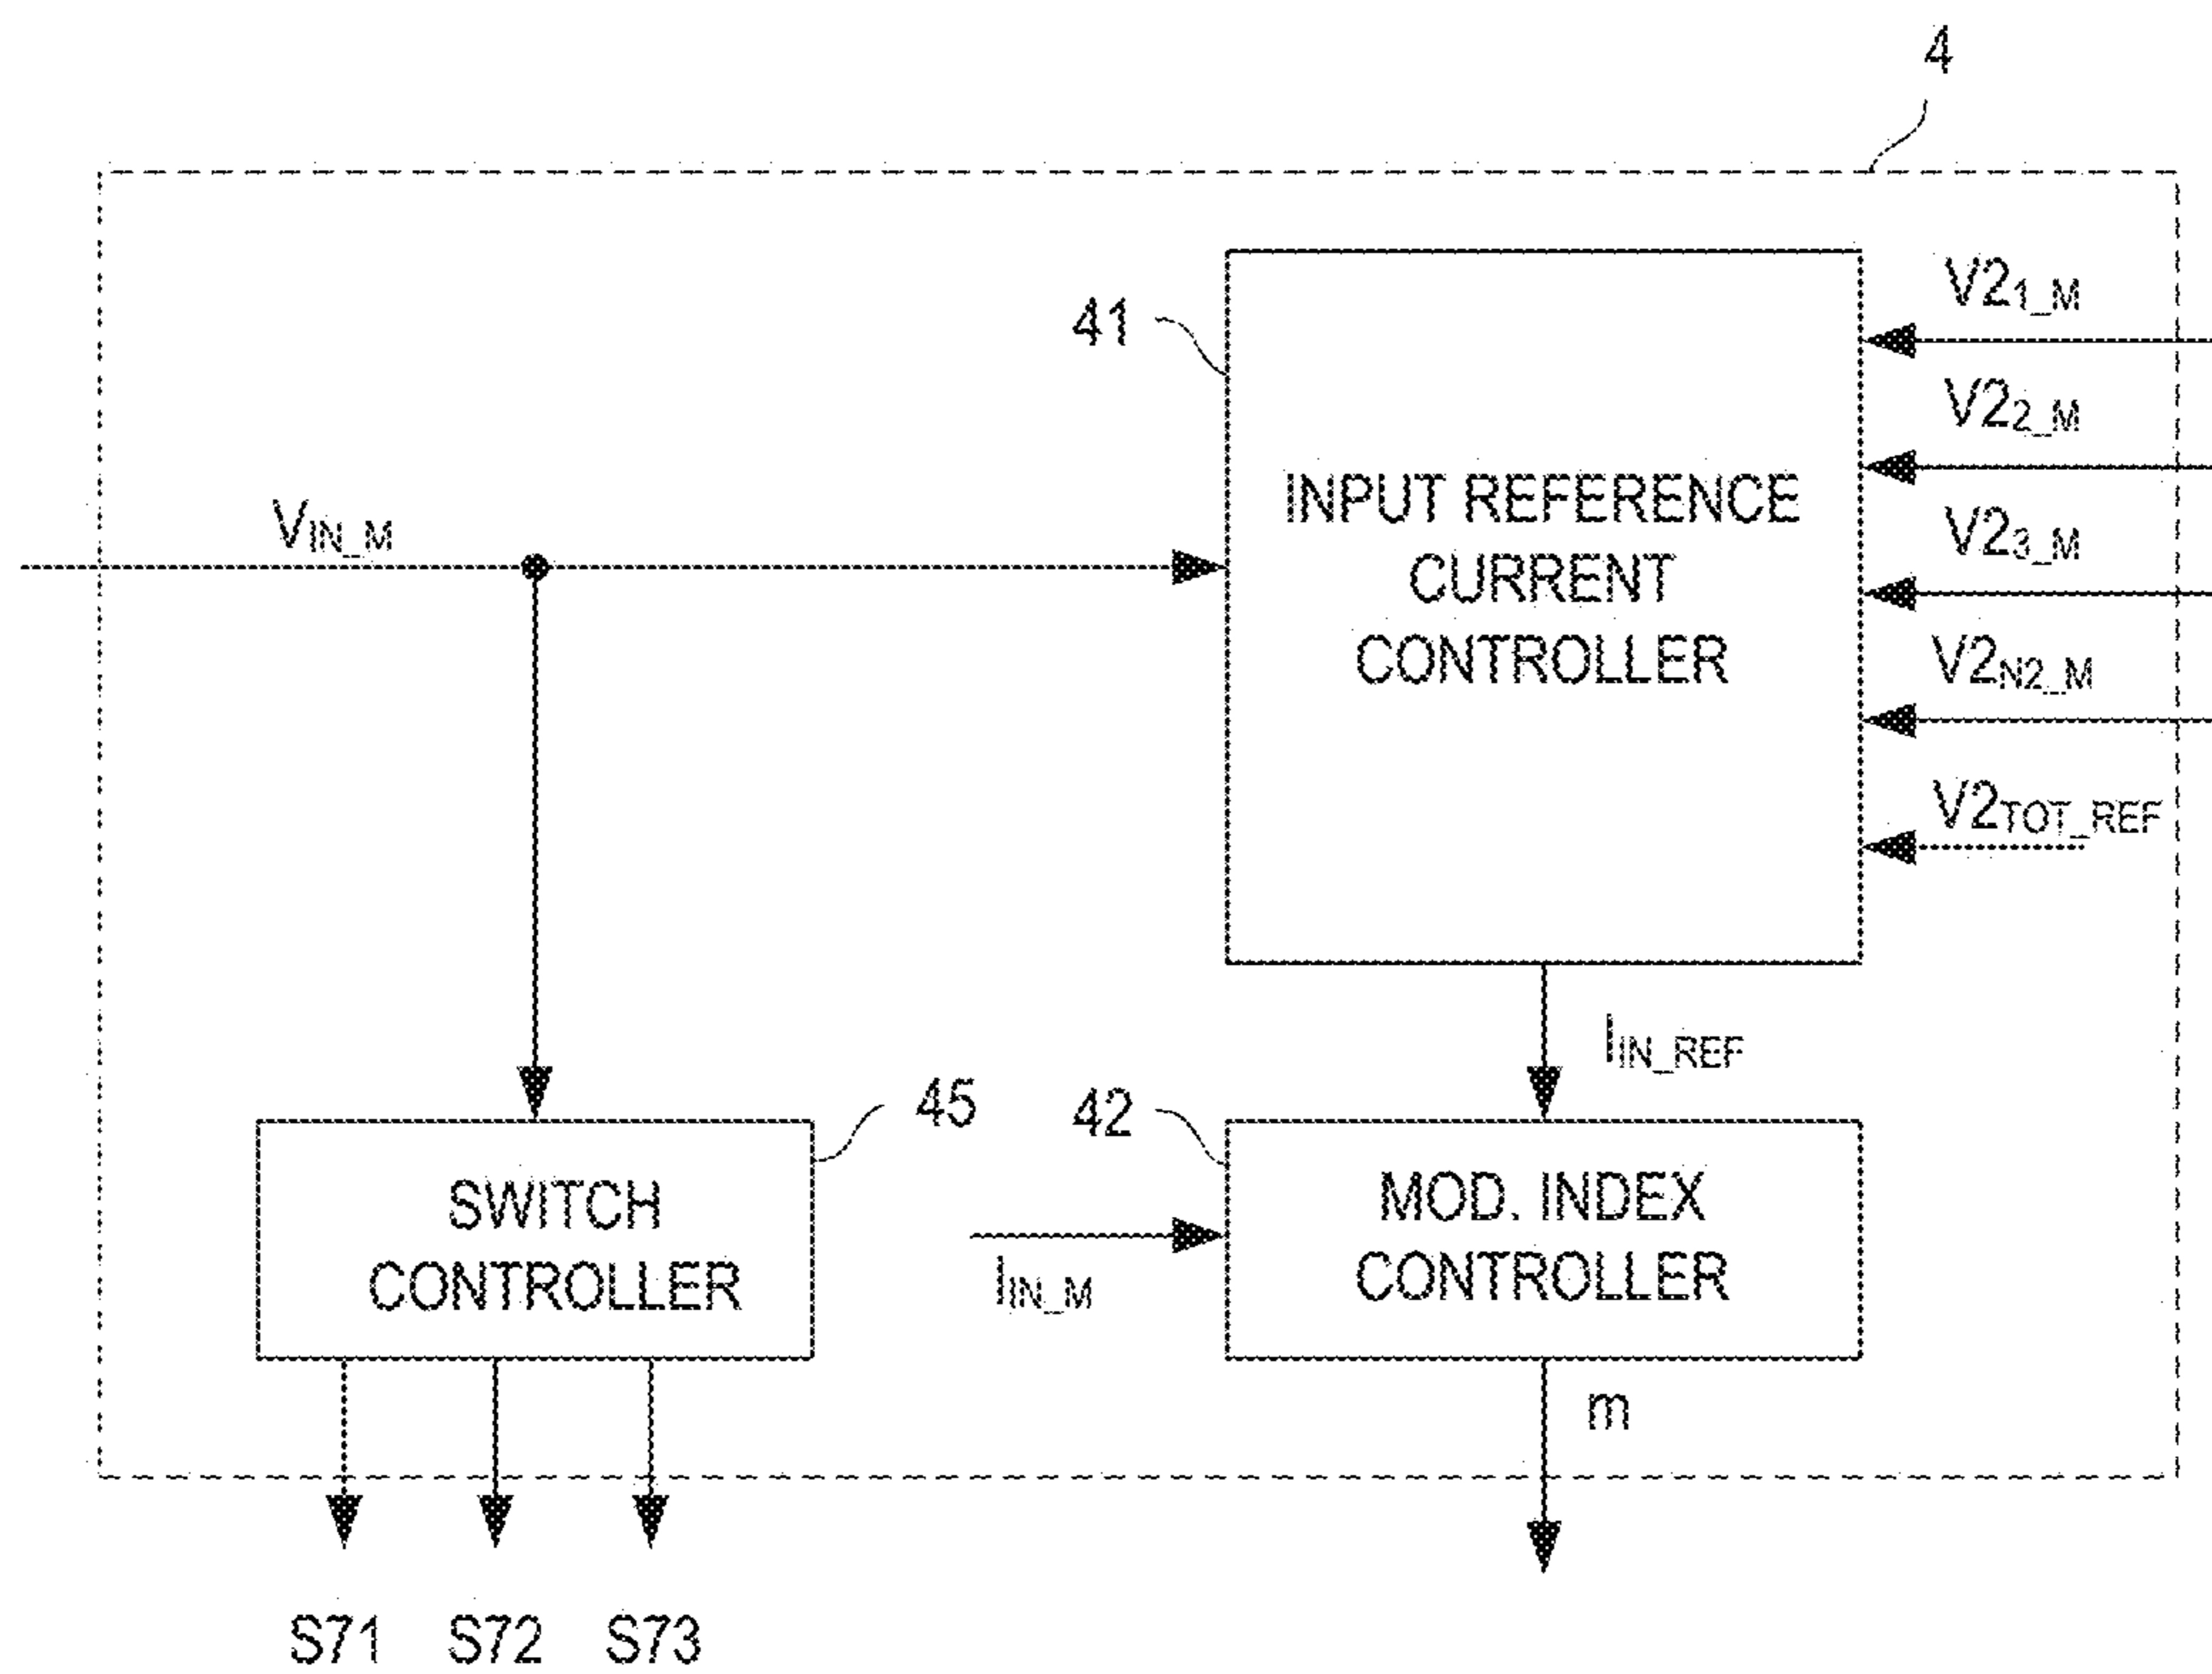 4
V2₁_M
41
V2₂_M
INPUT REFERENCE
CURRENT
CONTROLLER
V_IN_M
V2₃_M
V2_N2_M
V2_TOT_REF
I_IN_REF
45
42
SWITCH
CONTROLLER
MOD. INDEX
CONTROLLER
I_IN_M
m
S71 S72 S73